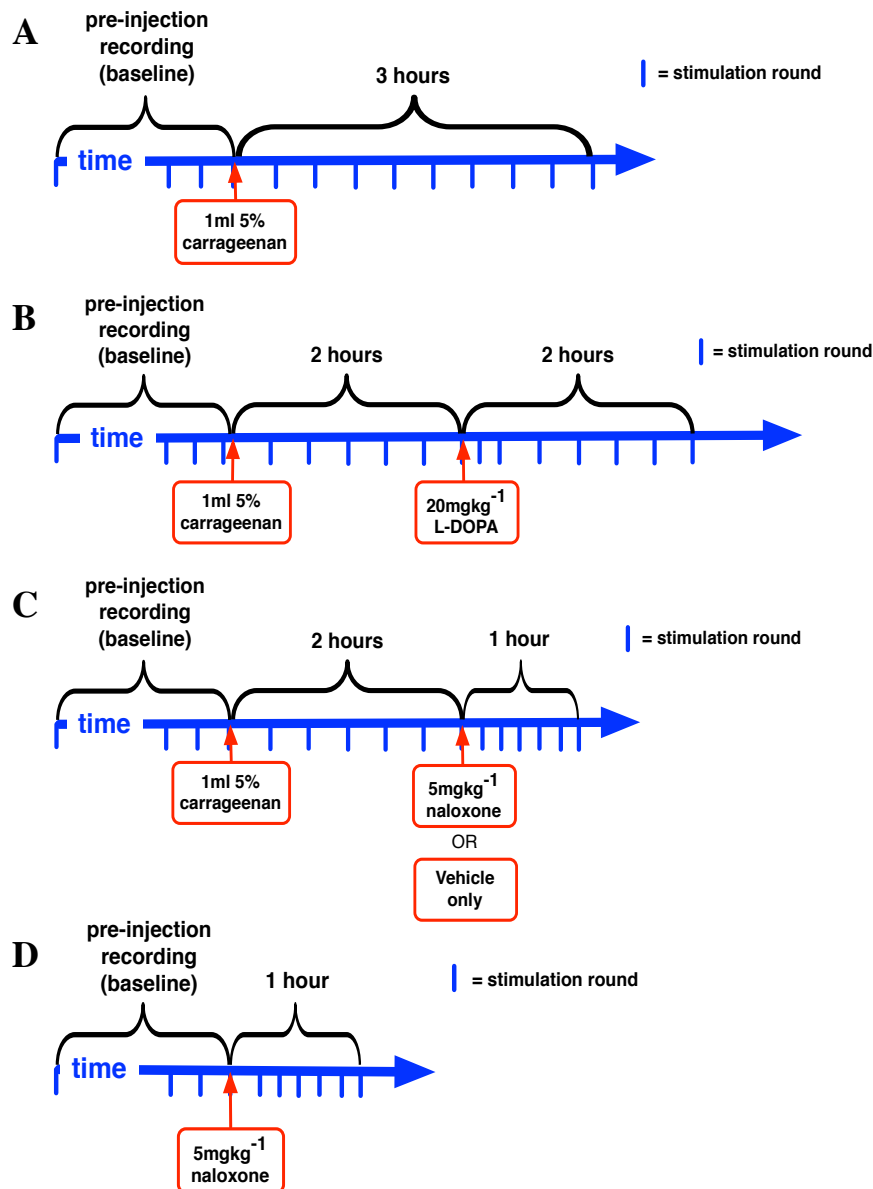 A
pre-injection
recording
(baseline)
3 hours
= stimulation round
time
1ml 5%
carrageenan
B
pre-injection
recording
(baseline)
2 hours
2 hours
= stimulation round
time
1ml 5%
carrageenan
20mgkg⁻¹
L-DOPA
C
pre-injection
recording
(baseline)
2 hours
1 hour
= stimulation round
time
1ml 5%
carrageenan
5mgkg⁻¹
naloxone
OR
Vehicle
only
D
pre-injection
recording
(baseline)
1 hour
= stimulation round
time
5mgkg⁻¹
naloxone